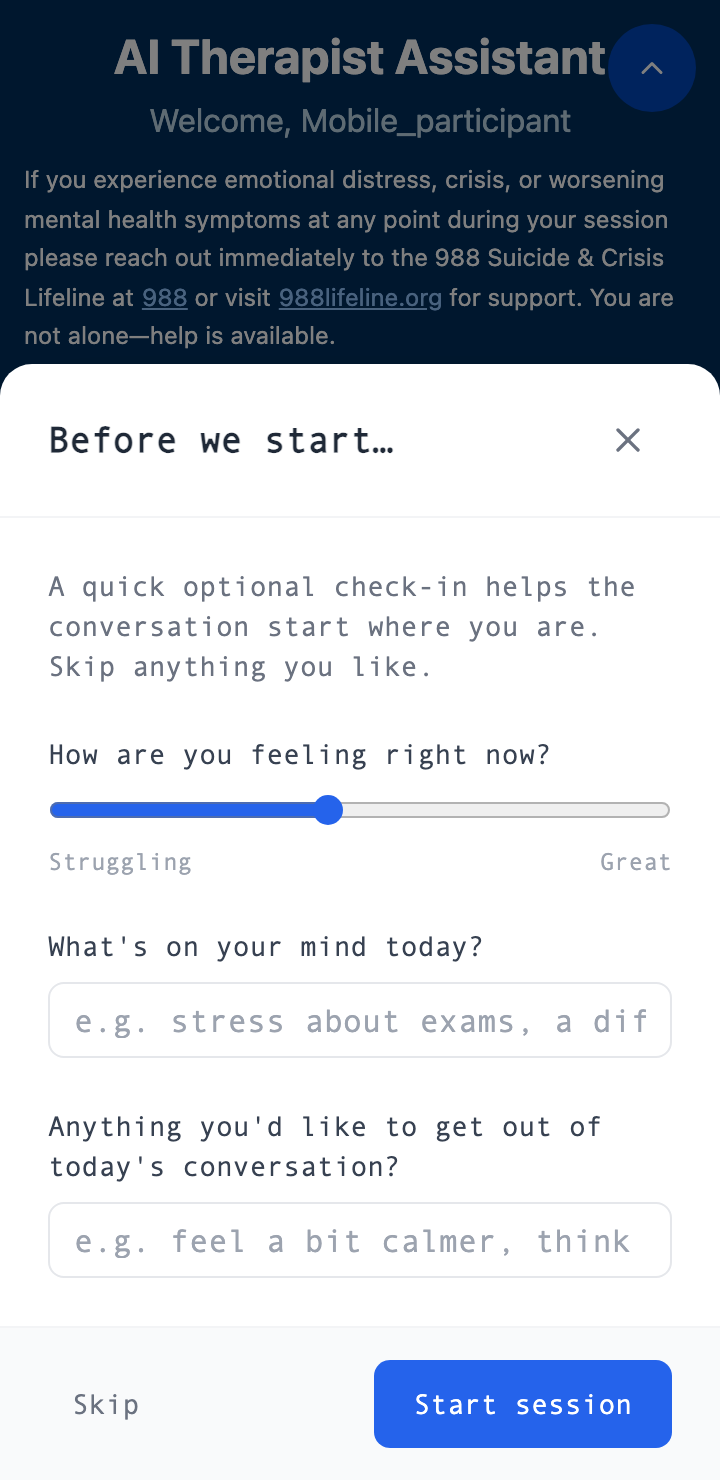 AI Therapist Assistant
Welcome, Mobile_participant
If you experience emotional distress, crisis, or worsening
mental health symptoms at any point during your session
please reach out immediately to the 988 Suicide & Crisis
Lifeline at 988 or visit 988lifeline.org for support. You are
not alone—help is available.
Before we start…
A quick optional check-in helps the
conversation start where you are.
Skip anything you like.
How are you feeling right now?
Struggling Great
What's on your mind today?
e.g. stress about exams, a dif
Anything you'd like to get out of
today's conversation?
e.g. feel a bit calmer, think
Skip Start session